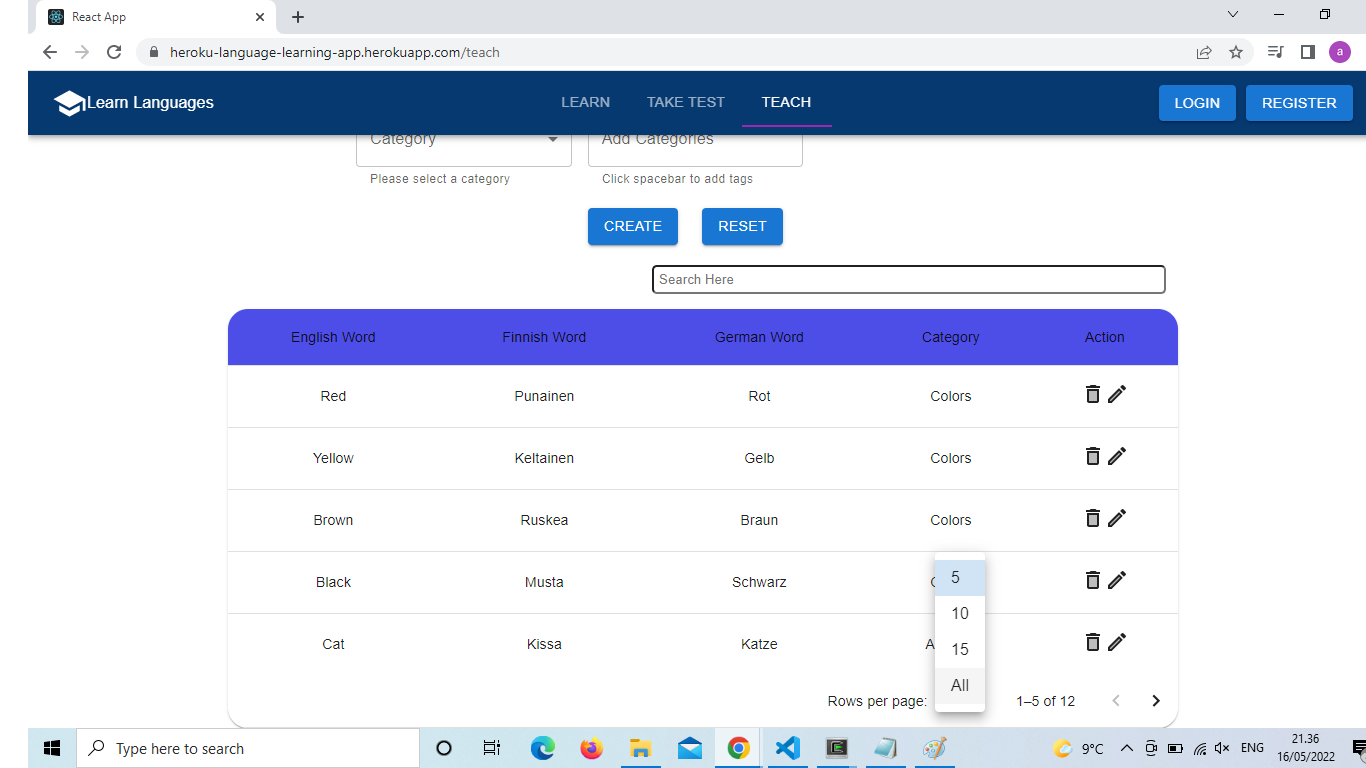 React App
heroku-language-learning-app.herokuapp.com/teach
a
Learn Languages
LEARN
TAKE TEST
TEACH
LOGIN
REGISTER
Category
Add Categories
Please select a category
Click spacebar to add tags
CREATE
RESET
Search Here
English Word Finnish Word German Word Category Action
Red Punainen Rot Colors
Yellow Keltainen Gelb Colors
Brown Ruskea Braun Colors
Black Musta Schwarz
Cat Kissa Katze A
5
10
15
All
Rows per page:
1–5 of 12
Type here to search
9°C
ENG
21.36
16/05/2022